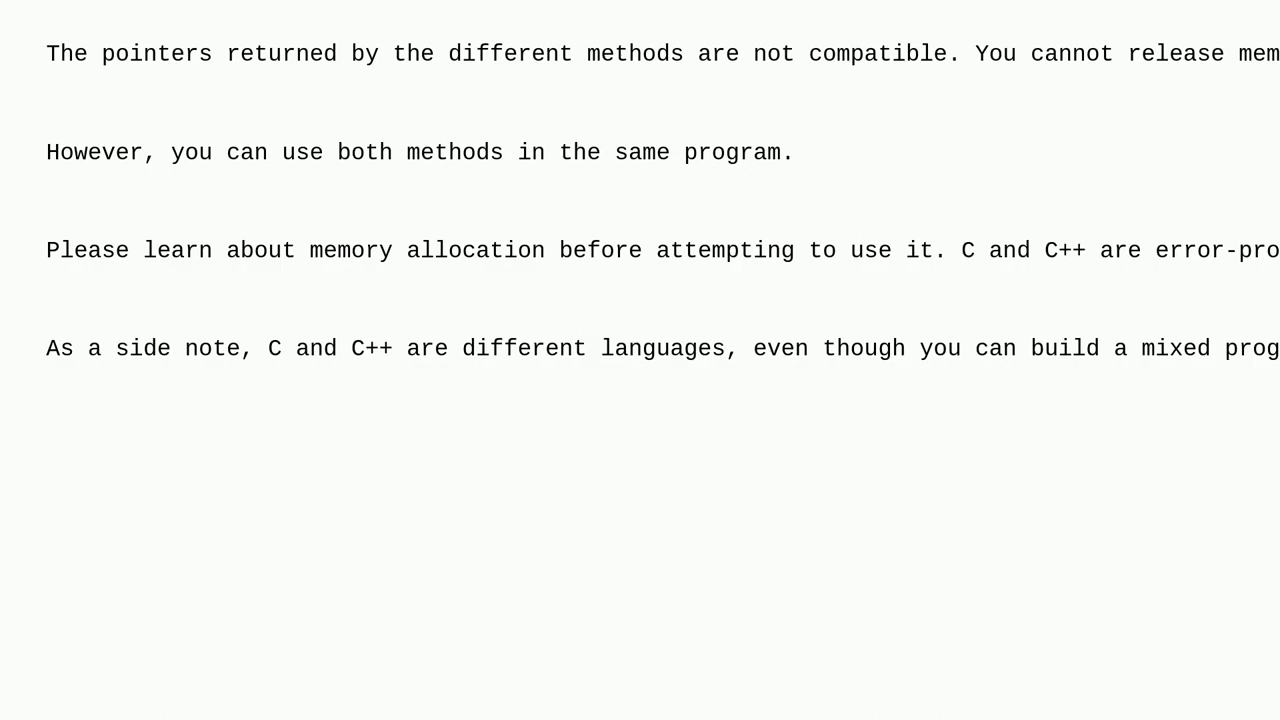 The pointers returned by the different methods are not compatible. You cannot release mem
However, you can use both methods in the same program.
Please learn about memory allocation before attempting to use it. C and C++ are error-pro
As a side note, C and C++ are different languages, even though you can build a mixed prog